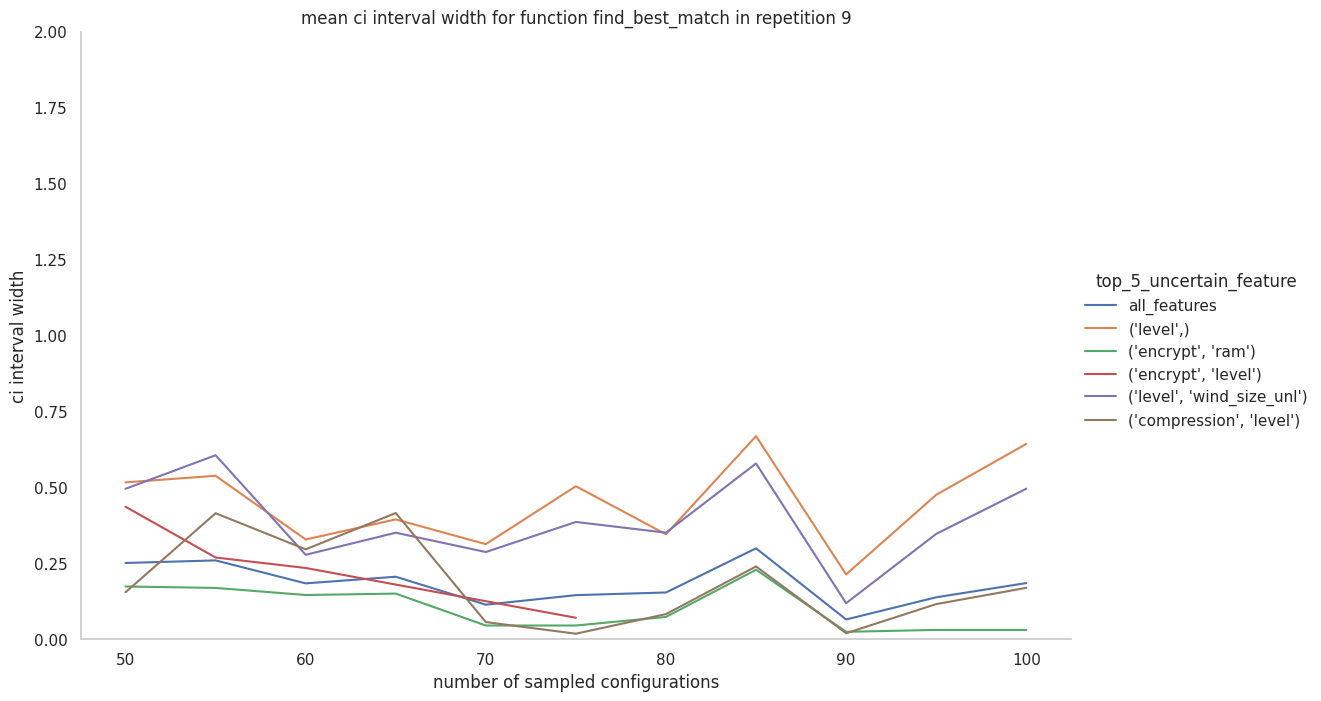 mean ci interval width for function find_best_match in repetition 9
2.00
1.75
1.50
1.25
1.00
0.75
0.50
0.25
0.00
ci interval width
50
60
70
80
90
100
number of sampled configurations
top_5_uncertain_feature
all_features
('level',)
('encrypt', 'ram')
('encrypt', 'level')
('level', 'wind_size_unl')
('compression', 'level')